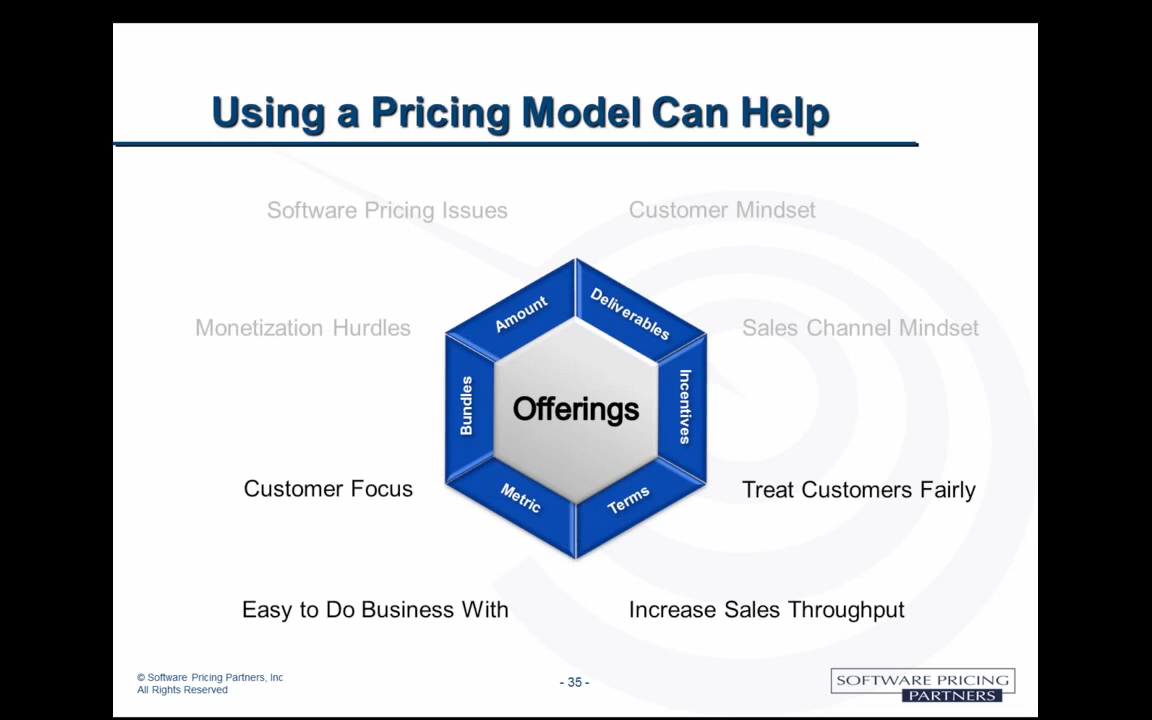 Using a Pricing Model Can Help
Software Pricing Issues
Customer Mindset
Monetization Hurdles
Sales Channel Mindset
Amount
Deliverables
Bundles
Offerings
Incentives
Metric
Terms
Customer Focus
Treat Customers Fairly
Easy to Do Business With
Increase Sales Throughput
© Software Pricing Partners, Inc
All Rights Reserved
- 35 -
SOFTWARE PRICING
PARTNERS